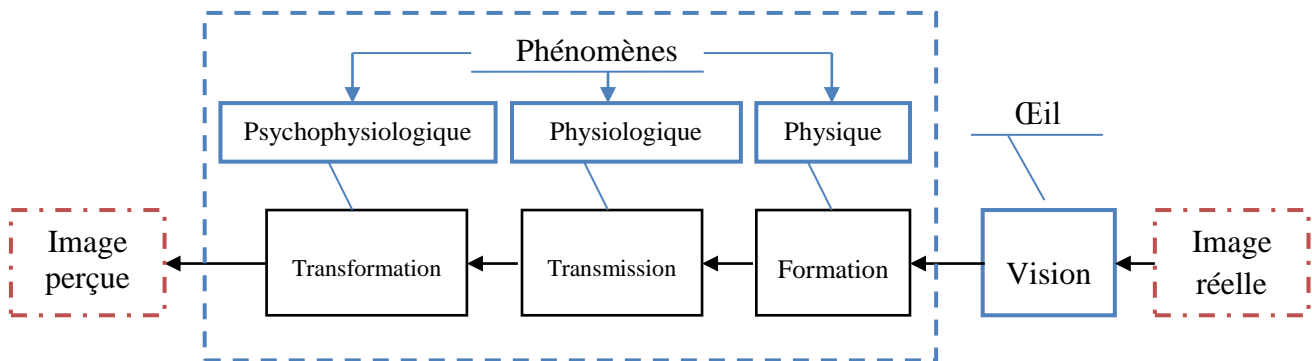 Phénomènes
Psychophysiologique
Physiologique
Physique
Œil
Image
perçue
Transformation
Transmission
Formation
Vision
Image
réelle